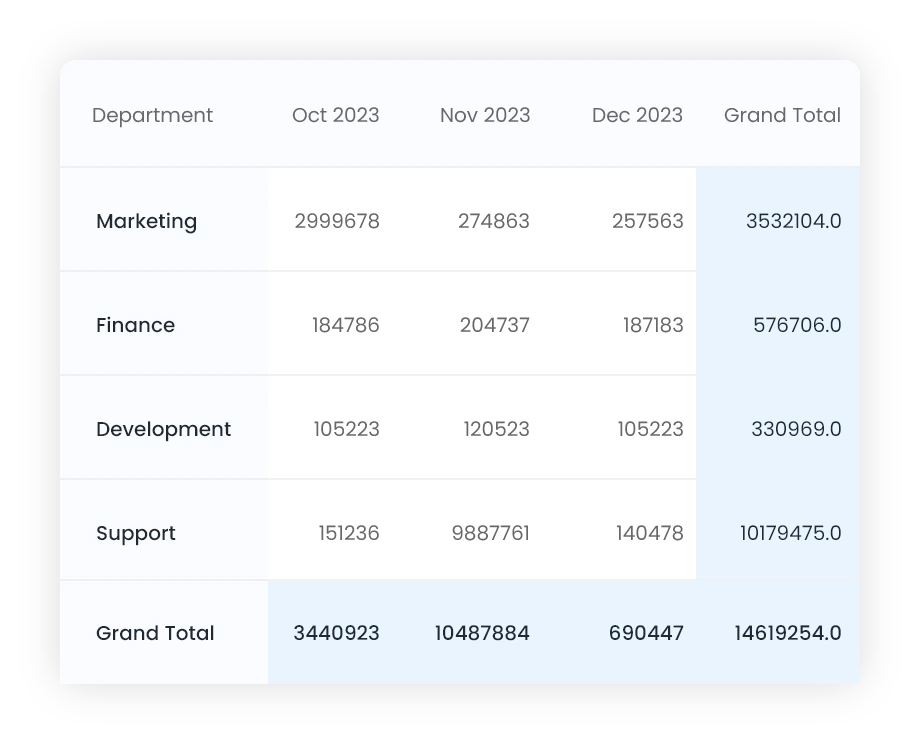 Department Oct 2023 Nov 2023 Dec 2023 Grand Total
Marketing 2999678 274863 257563 3532104.0
Finance 184786 204737 187183 576706.0
Development 105223 120523 105223 330969.0
Support 151236 9887761 140478 10179475.0
Grand Total 3440923 10487884 690447 14619254.0